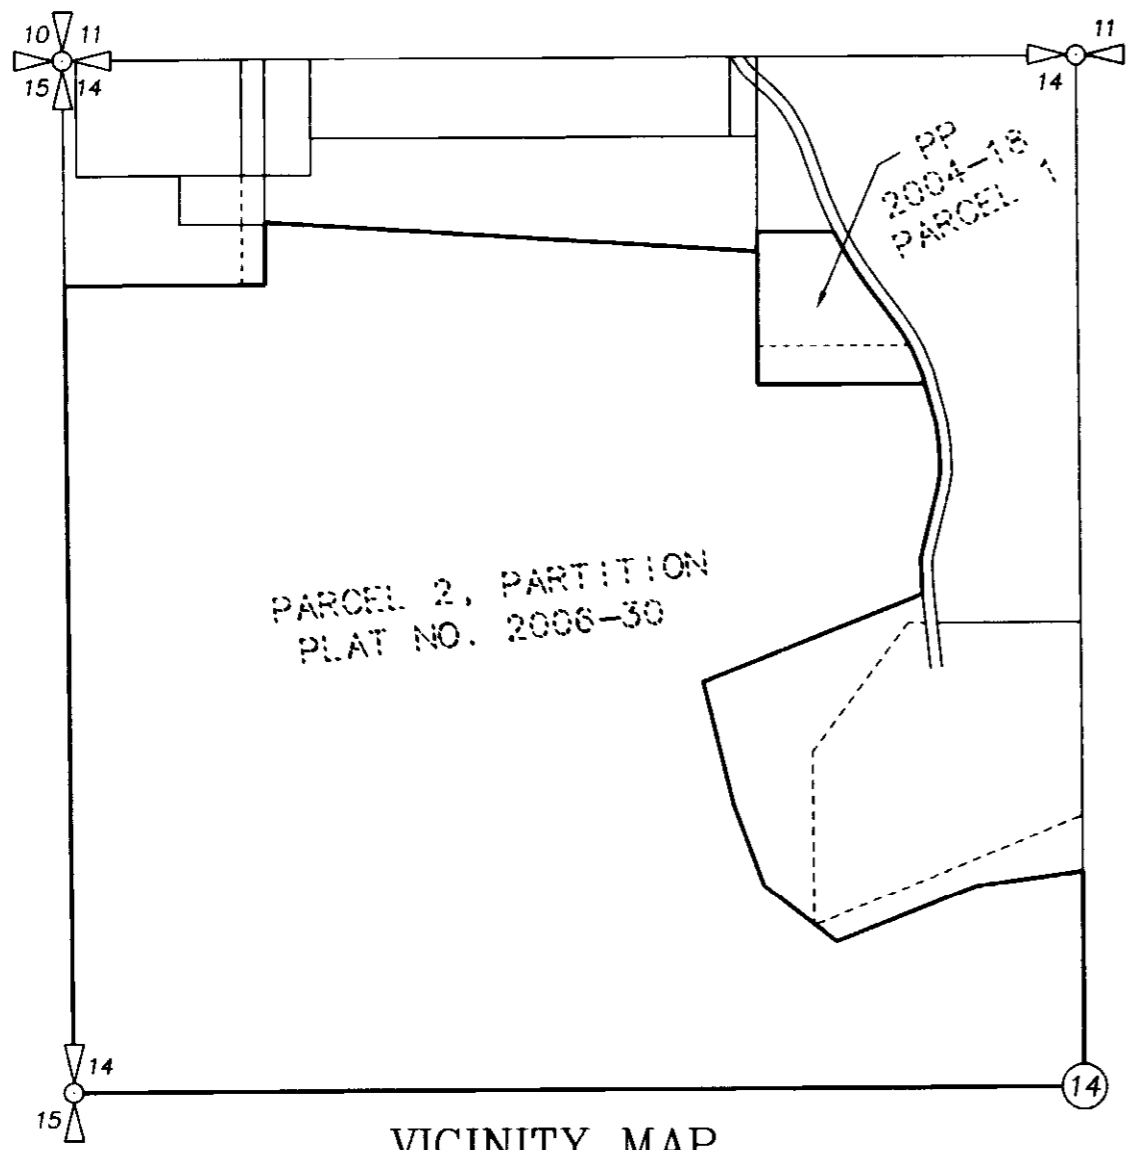 10 11
15 14
11
14
PP
2004-18
PARCEL 1
PARCEL 2, PARTITION
PLAT NO. 2006-30
14
15
14
VICINITY MAP